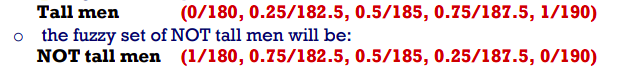 Tall men (0/180, 0.25/182.5, 0.5/185, 0.75/187.5, 1/190)
o the fuzzy set of NOT tall men will be:
NOT tall men (1/180, 0.75/182.5, 0.5/185, 0.25/187.5, 0/190)